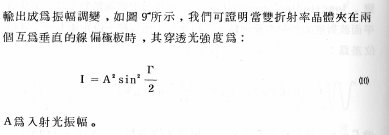 輸出成爲振幅調變,如圖9所示,我們可證明當雙折射率晶體夾在兩
個互爲垂直的線偏極板時,其穿透光強度爲:
I = A² sin² Γ/2 (10)
A爲入射光振幅。